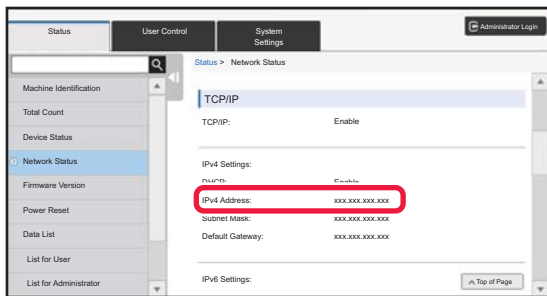 Status
User Control
System
Settings
Administrator Login
Status > Network Status
Machine Identification
Total Count
Device Status
Network Status
Firmware Version
Power Reset
Data List
List for User
List for Administrator
TCP/IP
TCP/IP: Enable
IPv4 Settings:
DHCP: Enable
IPv4 Address: xxx.xxx.xxx.xxx
Subnet Mask: xxx.xxx.xxx.xxx
Default Gateway: xxx.xxx.xxx.xxx
IPv6 Settings:
Top of Page